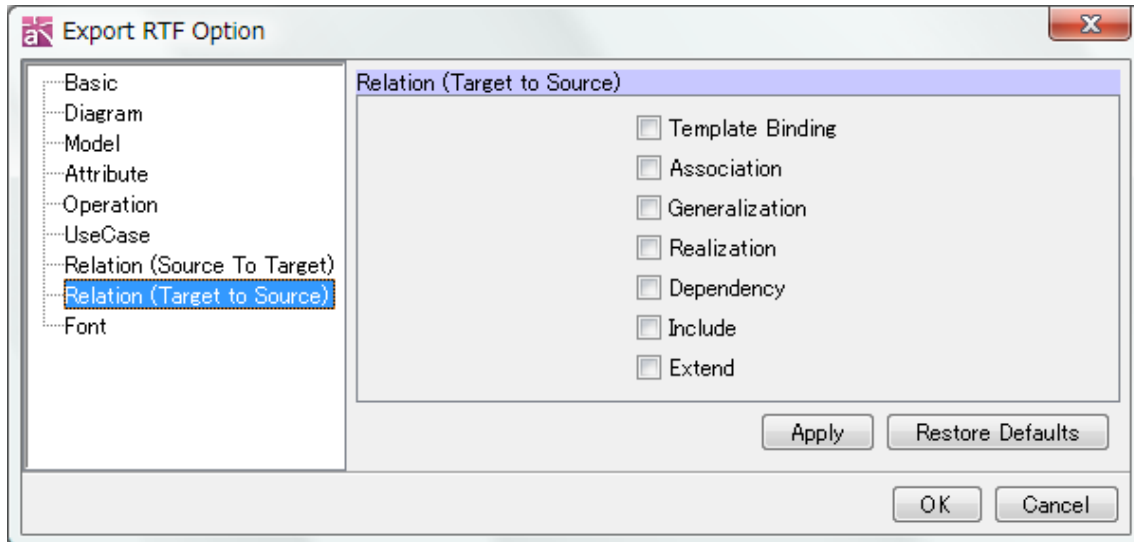 Export RTF Option
Basic
Diagram
Model
Attribute
Operation
UseCase
Relation (Source To Target)
Relation (Target to Source)
Font
Relation (Target to Source)
Template Binding
Association
Generalization
Realization
Dependency
Include
Extend
Apply Restore Defaults
OK Cancel